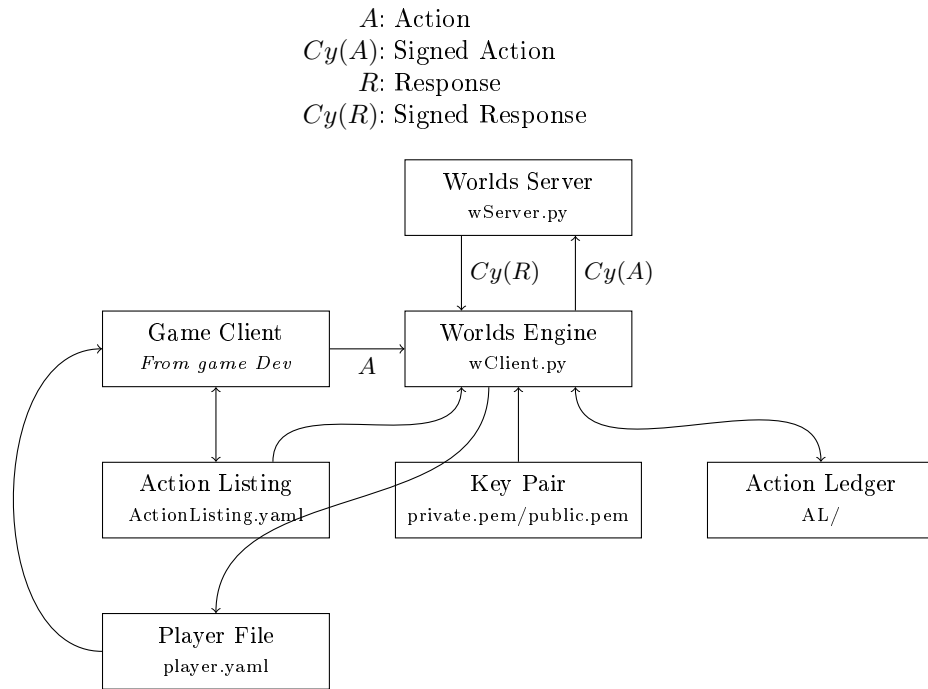 A: Action
Cy(A): Signed Action
R: Response
Cy(R): Signed Response
Worlds Server
wServer.py
Cy(R)
Cy(A)
Game Client
From game Dev
A
Worlds Engine
wClient.py
Action Listing
ActionListing.yaml
Key Pair
private.pem/public.pem
Action Ledger
AL/
Player File
player.yaml